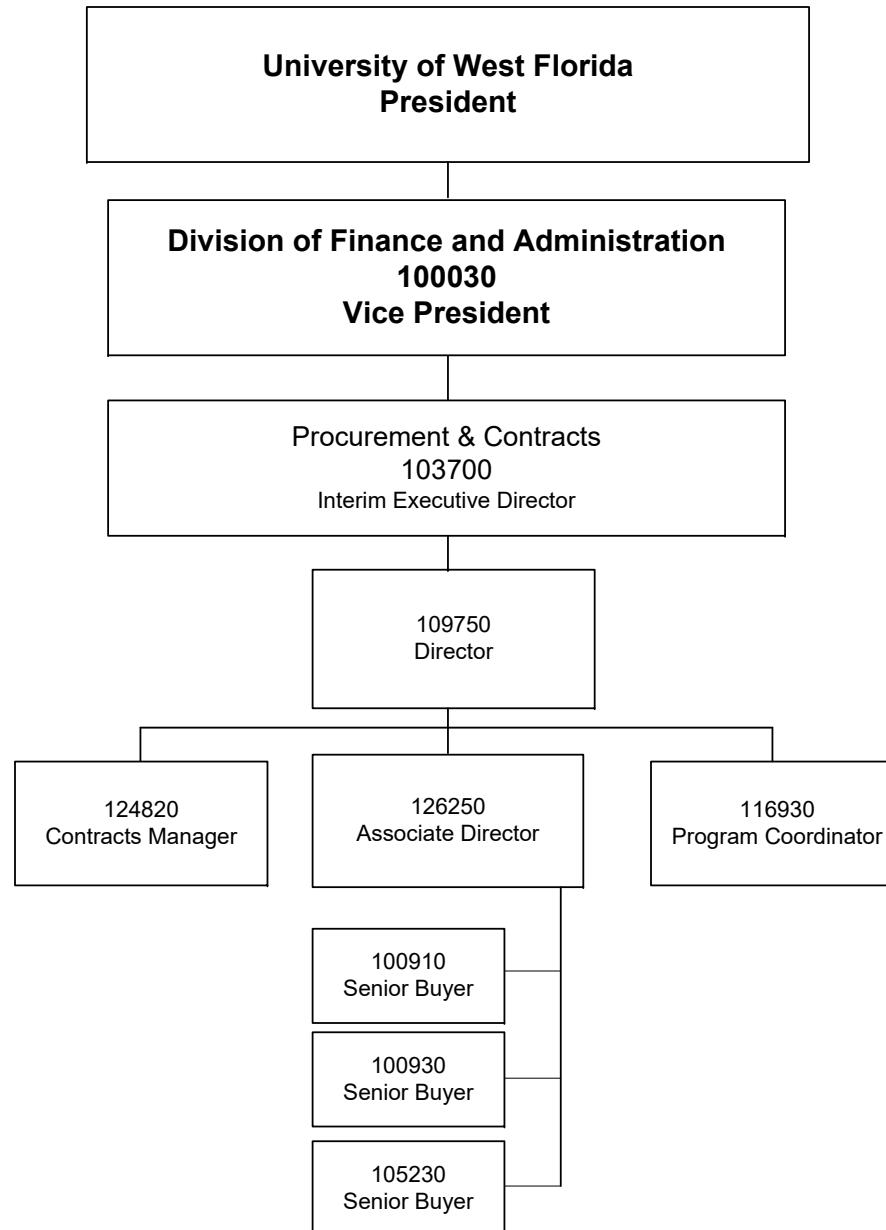 University of West Florida
President
Division of Finance and Administration
100030
Vice President
Procurement & Contracts
103700
Interim Executive Director
109750
Director
124820
Contracts Manager
126250
Associate Director
116930
Program Coordinator
100910
Senior Buyer
100930
Senior Buyer
105230
Senior Buyer